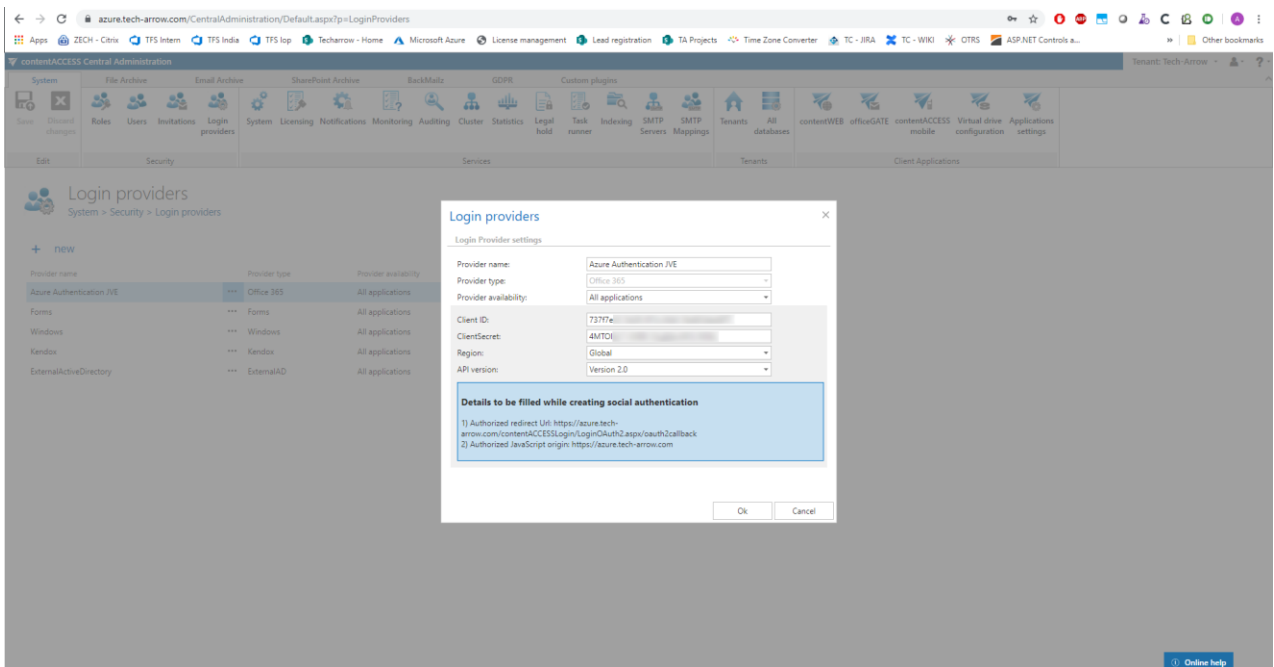 azure.tech-arrow.com/CentralAdministration/Default.aspx?p=LoginProviders
Apps ZECH - Citrix TFS Intern TFS India TFS lop Techarrow - Home Microsoft Azure License management Lead registration TA Projects Time Zone Converter TC - JIRA TC - WIKI OTRS ASP.NET Controls a... » Other bookmarks
contentACCESS Central Administration Tenant: Tech-Arrow
System File Archive Email Archive SharePoint Archive BackMailz GDPR Custom plugins
Save Discard changes Roles Users Invitations Login providers System Licensing Notifications Monitoring Auditing Cluster Statistics Legal hold Task runner Indexing SMTP Servers SMTP Mappings Tenants All databases contentWEB officeGATE contentACCESS mobile Virtual drive configuration Applications settings
Edit Security Services Tenants Client Applications
Login providers
System > Security > Login providers
+ new
Provider name Provider type Provider availability
Azure Authentication JVE ••• Office 365 All applications
Forms ••• Forms All applications
Windows ••• Windows All applications
Kendox ••• Kendox All applications
ExternalActiveDirectory ••• ExternalAD All applications
Login providers ×
Login Provider settings
Provider name: Azure Authentication JVE
Provider type: Office 365
Provider availability: All applications
Client ID: 737f7e
ClientSecret: 4MTOI
Region: Global
API version: Version 2.0
Details to be filled while creating social authentication
1) Authorized redirect Url: https://azure.tech-
arrow.com/contentACCESSLogin/LoginOAuth2.aspx/oauth2callback
2) Authorized JavaScript origin: https://azure.tech-arrow.com
Ok Cancel
Online help